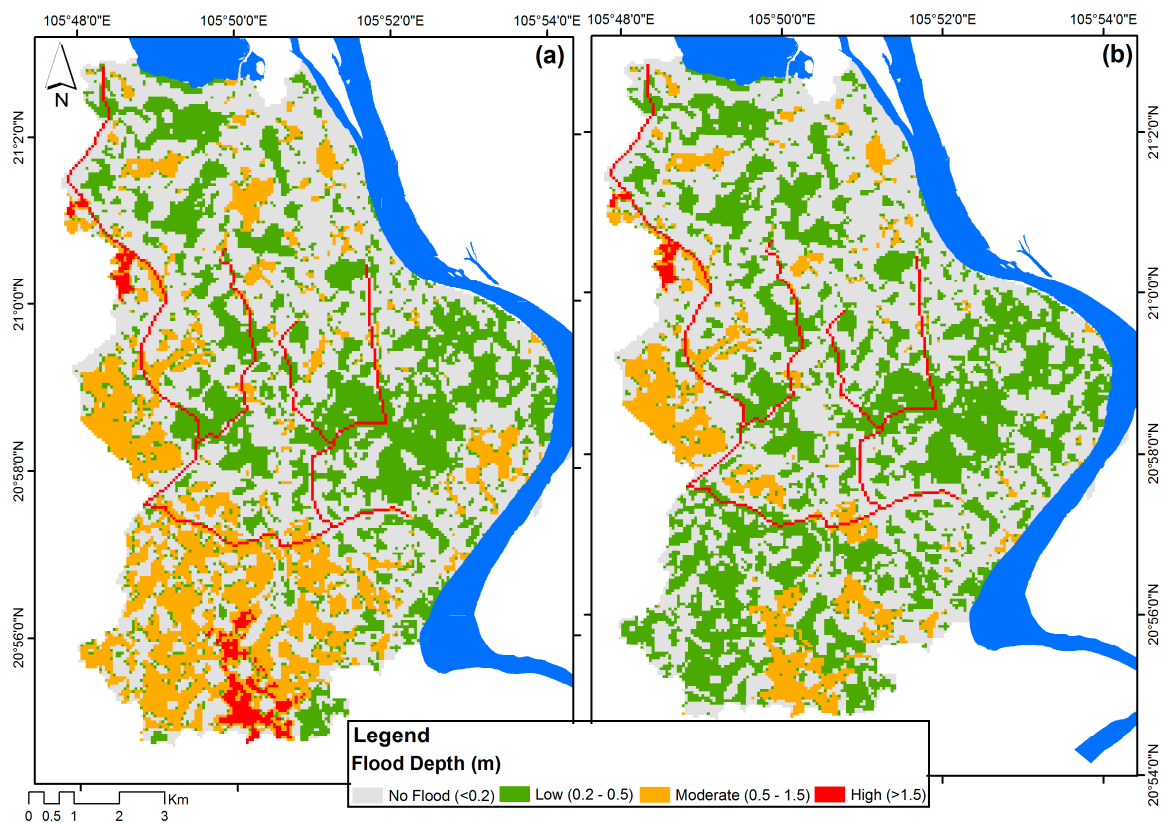 105°48'0"E 105°50'0"E 105°52'0"E 105°54'0"E 105°48'0"E 105°50'0"E 105°52'0"E 105°54'0"E
(a) (b)
N
21°2'0"N 21°2'0"N
21°0'0"N 21°0'0"N
20°58'0"N 20°58'0"N
20°56'0"N 20°56'0"N
20°54'0"N
Legend
Flood Depth (m)
No Flood (<0.2) Low (0.2 - 0.5) Moderate (0.5 - 1.5) High (>1.5)
Km
0 0.5 1 2 3